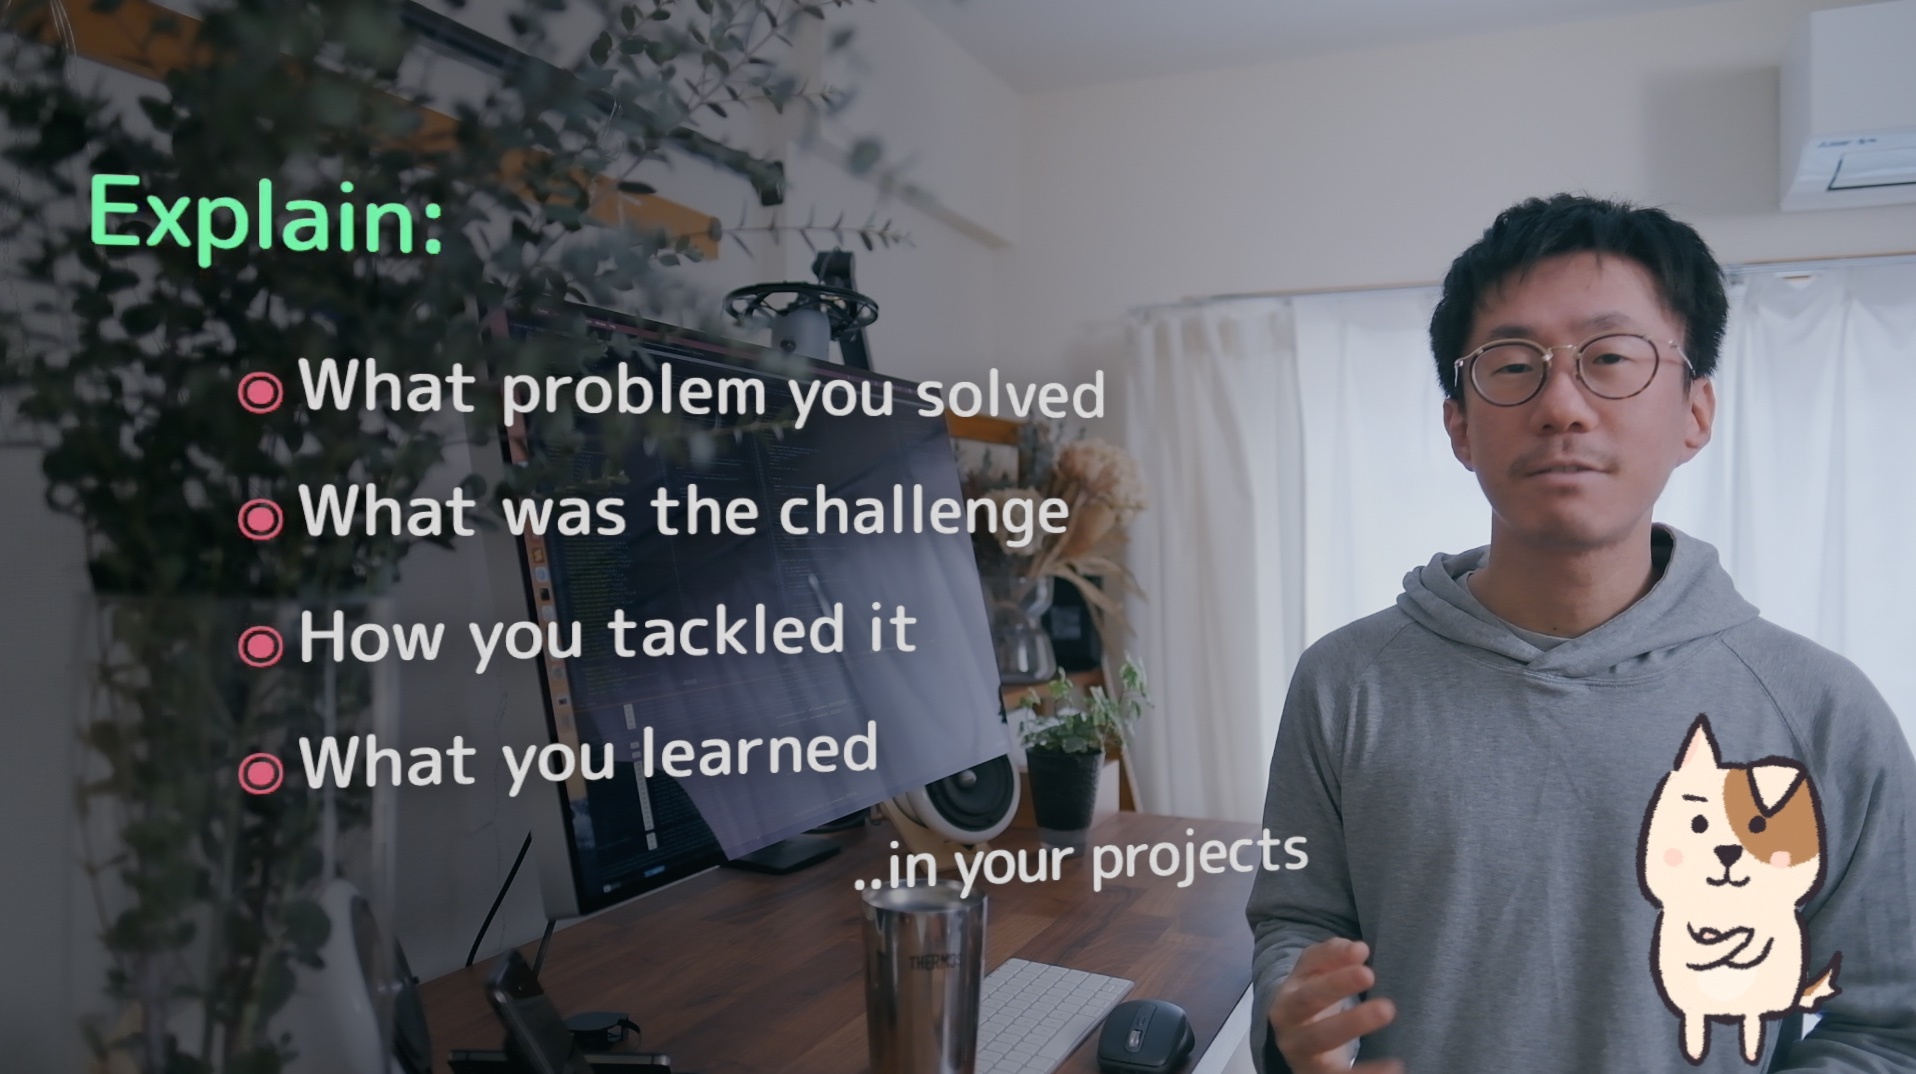 Explain:
What problem you solved
What was the challenge
How you tackled it
What you learned
..in your projects
THERMOS